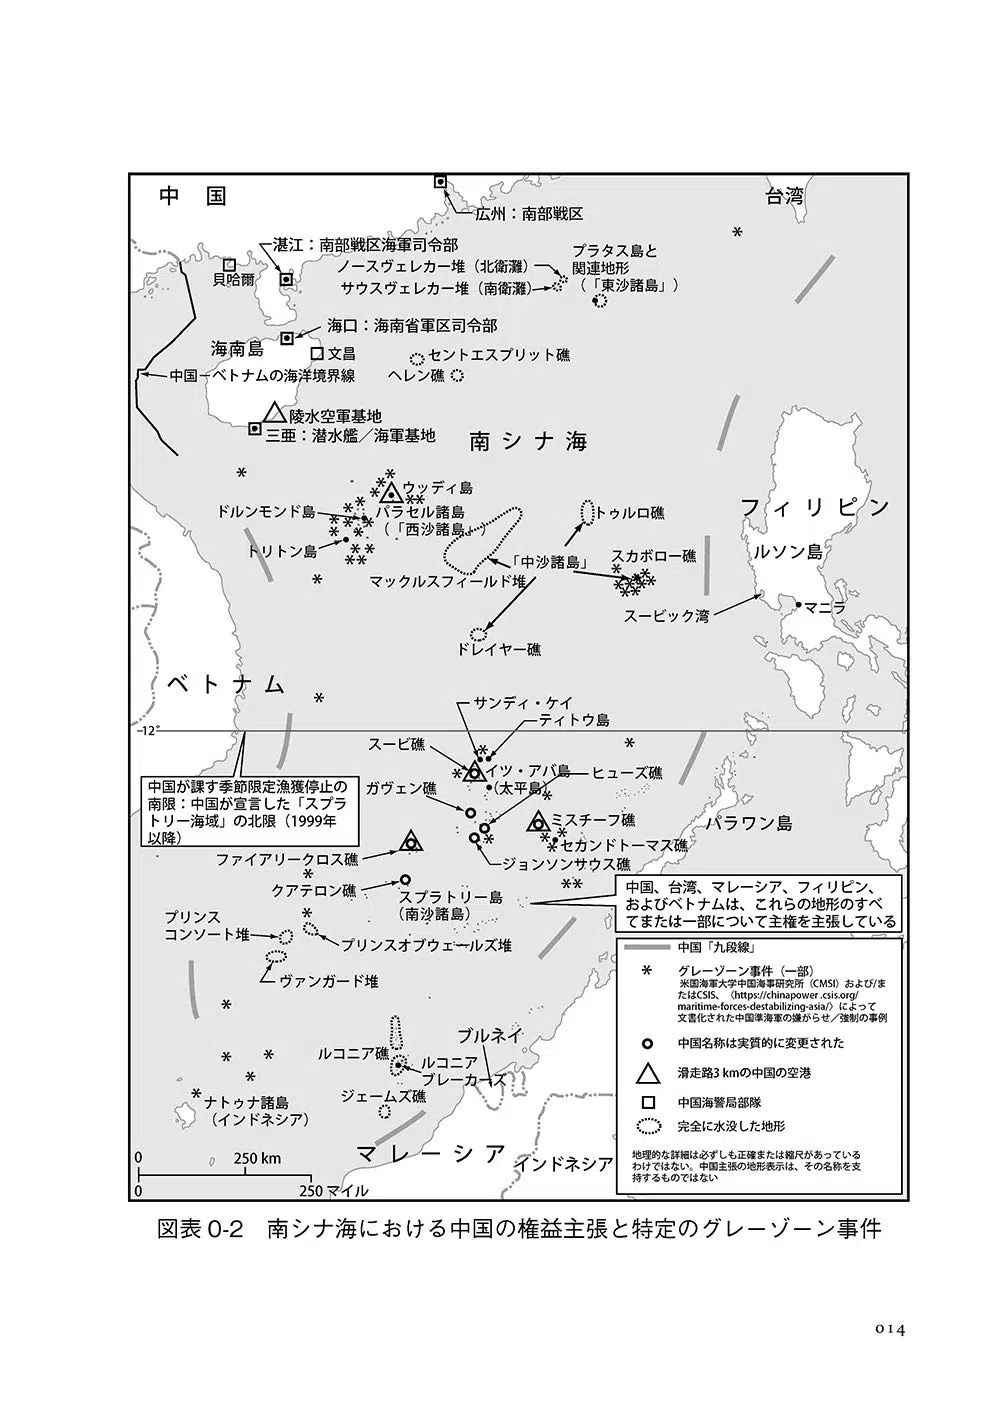 中 国
台湾
広州：南部戦区
湛江：南部戦区海軍司令部
貝哈爾
プラタス島と
関連地形
（「東沙諸島」）
ノースヴェレカー堆（北衛灘）
サウスヴェレカー堆（南衛灘）
海口：海南省軍区司令部
海南島
文昌
セントエスプリット礁
ヘレン礁
中国－ベトナムの海洋境界線
陵水空軍基地
三亜：潜水艦／海軍基地
南シナ海
ウッディ島
ドルンモンド島
パラセル諸島
（「西沙諸島」）
トリトン島
トゥルロ礁
フィリピン
ルソン島
「中沙諸島」
スカボロー礁
マックルスフィールド堆
スービック湾
マニラ
ドレイヤー礁
ベトナム
サンディ・ケイ
ティトウ島
12°
スービ礁
イツ・アバ島
（太平島）
ヒューズ礁
中国が課す季節限定漁獲停止の
南限：中国が宣言した「スプラ
トリー海域」の北限（1999年
以降）
ガヴェン礁
ミスチーフ礁
パラワン島
セカンドトーマス礁
ファイアリークロス礁
ジョンソンサウス礁
クアテロン礁
スプラトリー島
（南沙諸島）
中国、台湾、マレーシア、フィリピン、
およびベトナムは、これらの地形のすべ
てまたは一部について主権を主張している
プリンス
コンソート堆
プリンスオブウェールズ堆
ヴァンガード堆
中国「九段線」
グレーゾーン事件（一部）
米国海軍大学中国海事研究所（CMSI）および/ま
たはCSIS、〈https://chinapower.csis.org/
maritime-forces-destabilizing-asia/〉によって
文書化された中国準海軍の嫌がらせ／強制の事例
中国名称は実質的に変更された
滑走路3 kmの中国の空港
中国海警局部隊
完全に水没した地形
地理的な詳細は必ずしも正確または縮尺があっている
わけではない。中国主張の地形表示は、その名称を支
持するものではない
ルコニア礁
ルコニア
ブレーカーズ
ブルネイ
ジェームズ礁
ナトゥナ諸島
（インドネシア）
マレーシア
インドネシア
0
250 km
0
250 マイル
図表 0-2　南シナ海における中国の権益主張と特定のグレーゾーン事件
014